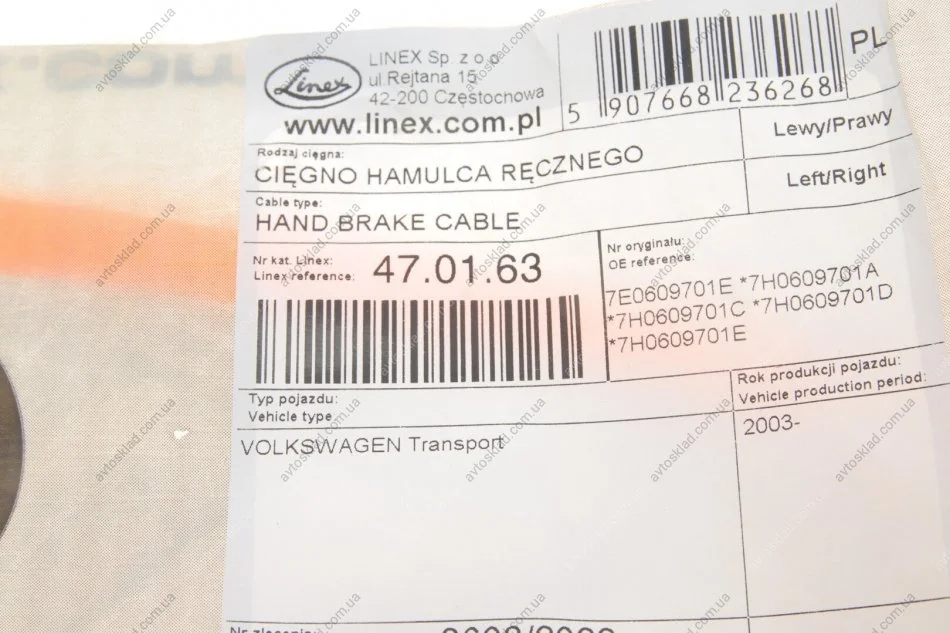 Linex
LINEX Sp. z o.o.
ul.Rejtana 15
42-200 Częstochowa
www.linex.com.pl
5 907668 236268
PL
Rodzaj cięgna:
CIĘGNO HAMULCA RĘCZNEGO
Lewy/Prawy
Cable type:
HAND BRAKE CABLE
Left/Right
Nr kat. Linex:
Linex reference:
47.01.63
Nr oryginału:
OE reference:
7E0609701E *7H0609701A
*7H0609701C *7H0609701D
*7H0609701E
Typ pojazdu:
Vehicle type
Rok produkcji pojazdu:
Vehicle production period:
VOLKSWAGEN Transport
2003-
avtosklad.com.ua